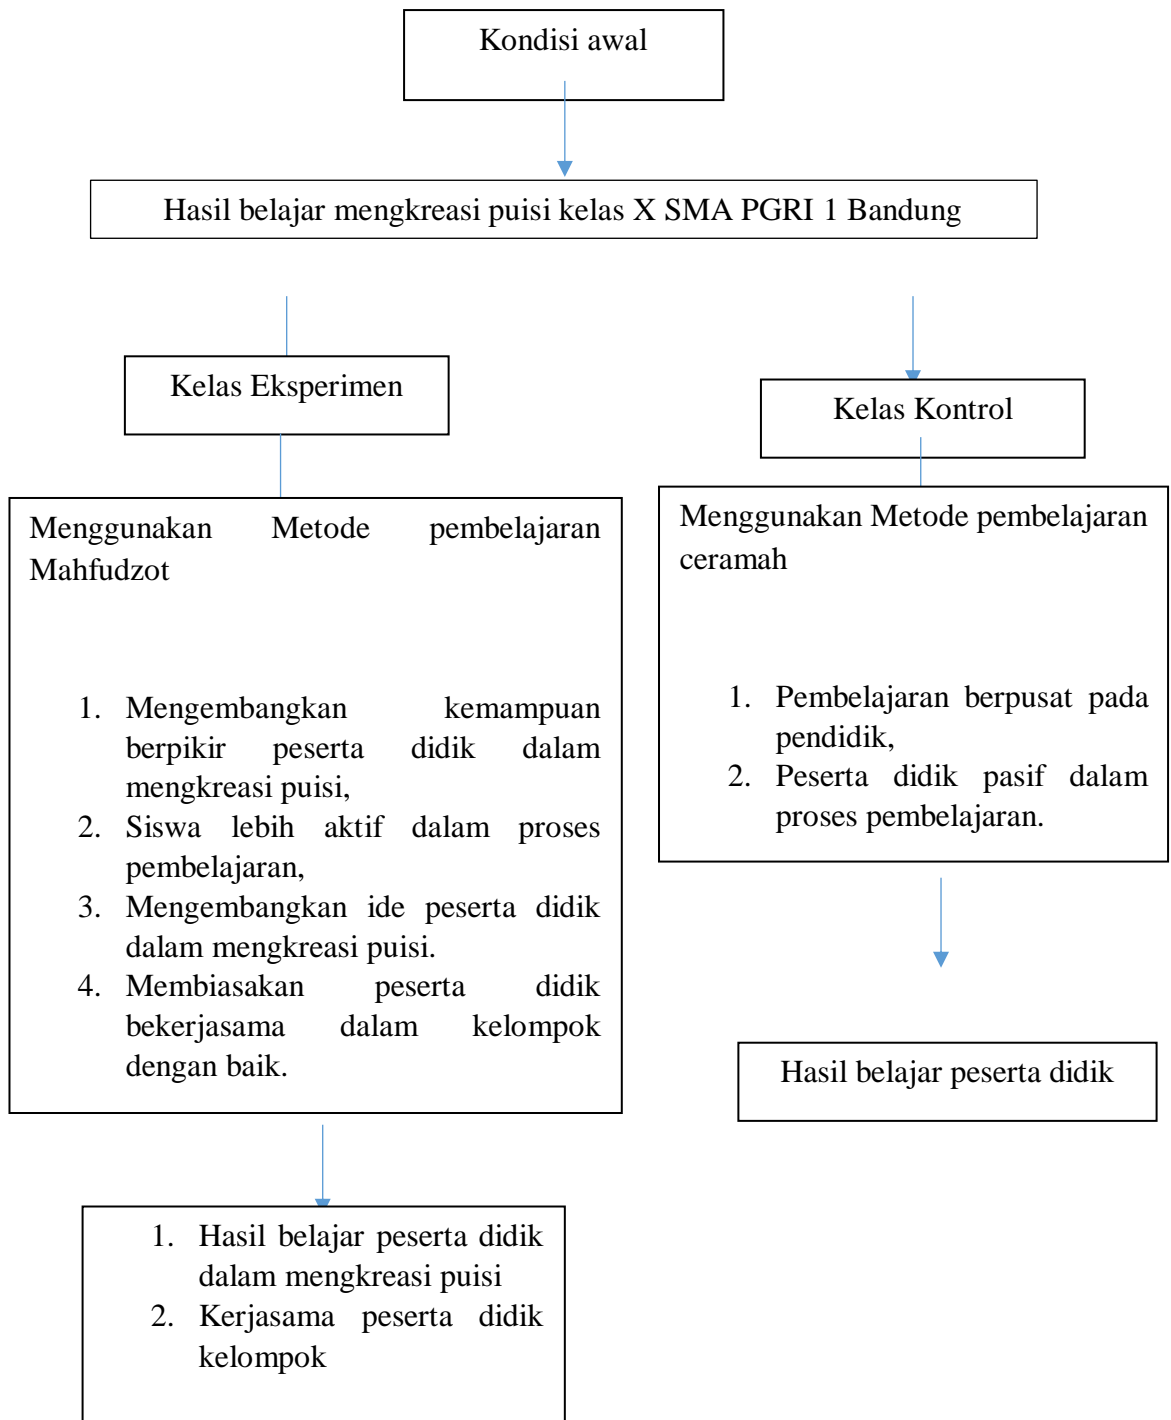 Kondisi awal
Hasil belajar mengkreasi puisi kelas X SMA PGRI 1 Bandung
Kelas Eksperimen
Menggunakan Metode pembelajaran
Mahfudzot
1. Mengembangkan kemampuan
berpikir peserta didik dalam
mengkreasi puisi,
2. Siswa lebih aktif dalam proses
pembelajaran,
3. Mengembangkan ide peserta didik
dalam mengkreasi puisi.
4. Membiasakan peserta didik
bekerjasama dalam kelompok
dengan baik.
1. Hasil belajar peserta didik
dalam mengkreasi puisi
2. Kerjasama peserta didik
kelompok
Kelas Kontrol
Menggunakan Metode pembelajaran
ceramah
1. Pembelajaran berpusat pada
pendidik,
2. Peserta didik pasif dalam
proses pembelajaran.
Hasil belajar peserta didik